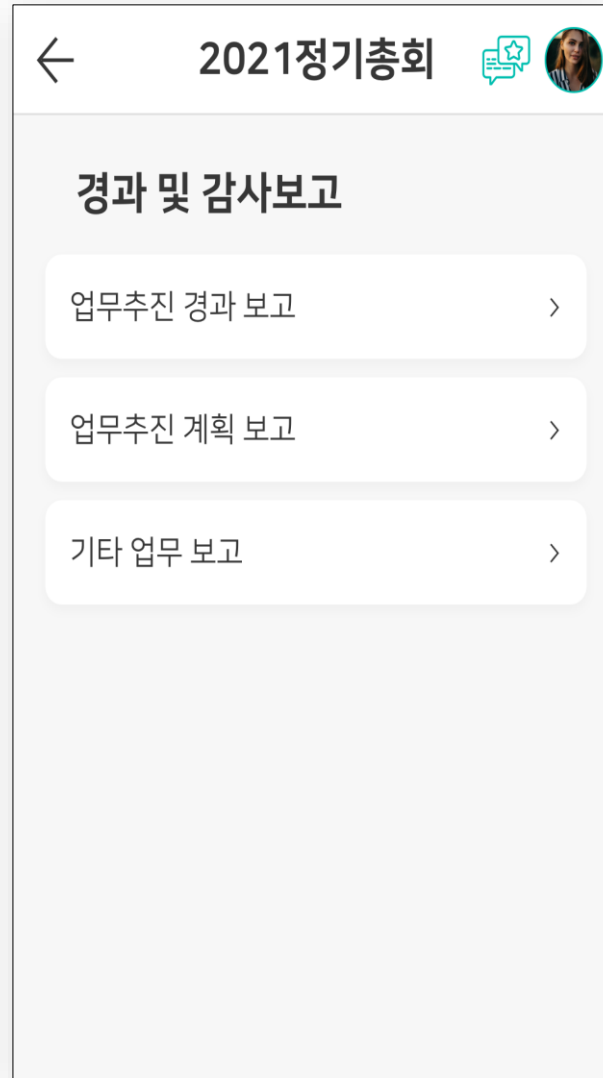 2021정기총회
경과 및 감사보고
업무추진 경과 보고
업무추진 계획 보고
기타 업무 보고